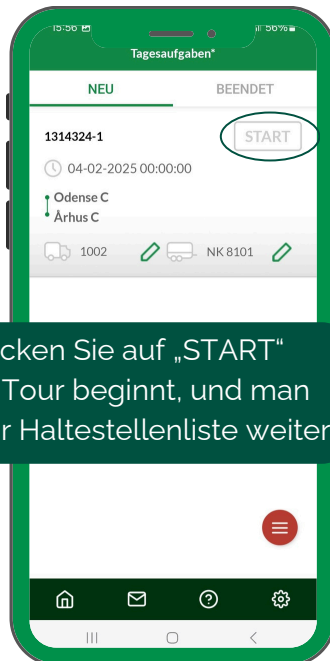 15:56 56%
Tagesaufgaben*
NEU BEENDET
1314324-1 START
04-02-2025 00:00:00
Odense C
Århus C
1002 NK 8101
cken Sie auf „START“
Tour beginnt, und man
r Haltestellenliste weiter